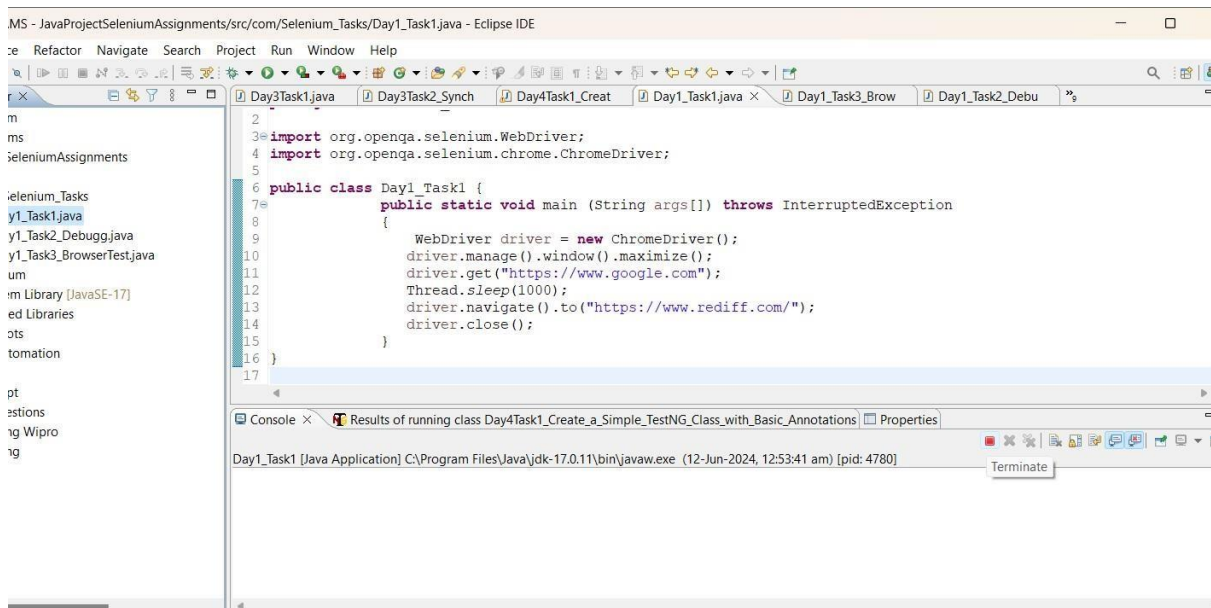 .MS - JavaProjectSeleniumAssignments/src/com/Selenium_Tasks/Day1_Task1.java - Eclipse IDE
ce Refactor Navigate Search Project Run Window Help
Day3Task1.java Day3Task2_Synch Day4Task1_Creat Day1_Task1.java Day1_Task3_Brow Day1_Task2_Debu
m
ms
SeleniumAssignments
Selenium_Tasks
y1_Task1.java
y1_Task2_Debugg.java
y1_Task3_BrowserTest.java
um
em Library [JavaSE-17]
ed Libraries
ots
tomation
pt
estions
ng Wipro
ng
2
3 import org.openqa.selenium.WebDriver;
4 import org.openqa.selenium.chrome.ChromeDriver;
5
6 public class Day1_Task1 {
7 public static void main (String args[]) throws InterruptedException
8 {
9 WebDriver driver = new ChromeDriver();
10 driver.manage().window().maximize();
11 driver.get("https://www.google.com");
12 Thread.sleep(1000);
13 driver.navigate().to("https://www.rediff.com/");
14 driver.close();
15 }
16 }
17
Console Results of running class Day4Task1_Create_a_Simple_TestNG_Class_with_Basic_Annotations Properties
Day1_Task1 [Java Application] C:\Program Files\Java\jdk-17.0.11\bin\javaw.exe (12-Jun-2024, 12:53:41 am) [pid: 4780]
Terminate